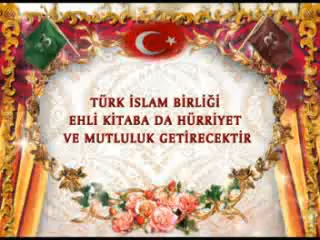 TÜRK İSLAM BİRLİĞİ
EHLİ KİTABA DA HÜRRİYET
VE MUTLULUK GETİRECEKTİR